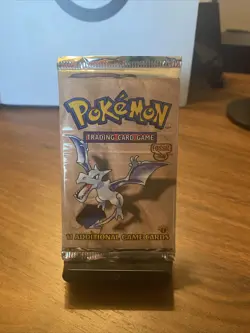 POKéMON
TRADING CARD GAME
11 ADDITIONAL GAME CARDS